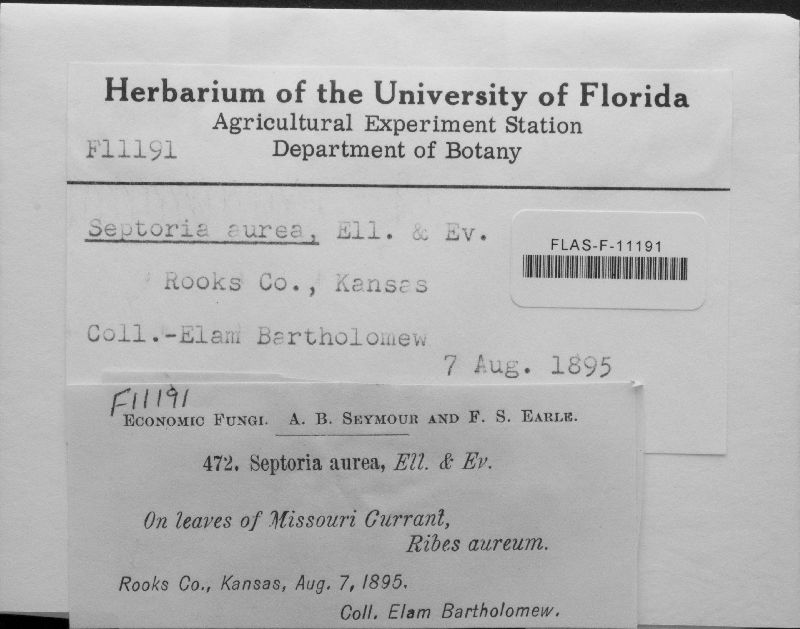 Herbarium of the University of Florida
Agricultural Experiment Station
F11191 Department of Botany
Septoria aurea, Ell. & Ev.
FLAS-F-11191
Rooks Co., Kansas
Coll.-Elam Bartholomew
7 Aug. 1895
F11191
Economic Fungi. A. B. Seymour and F. S. Earle.
472. Septoria aurea, Ell. & Ev.
On leaves of Missouri Currant,
Ribes aureum.
Rooks Co., Kansas, Aug. 7, 1895.
Coll. Elam Bartholomew.